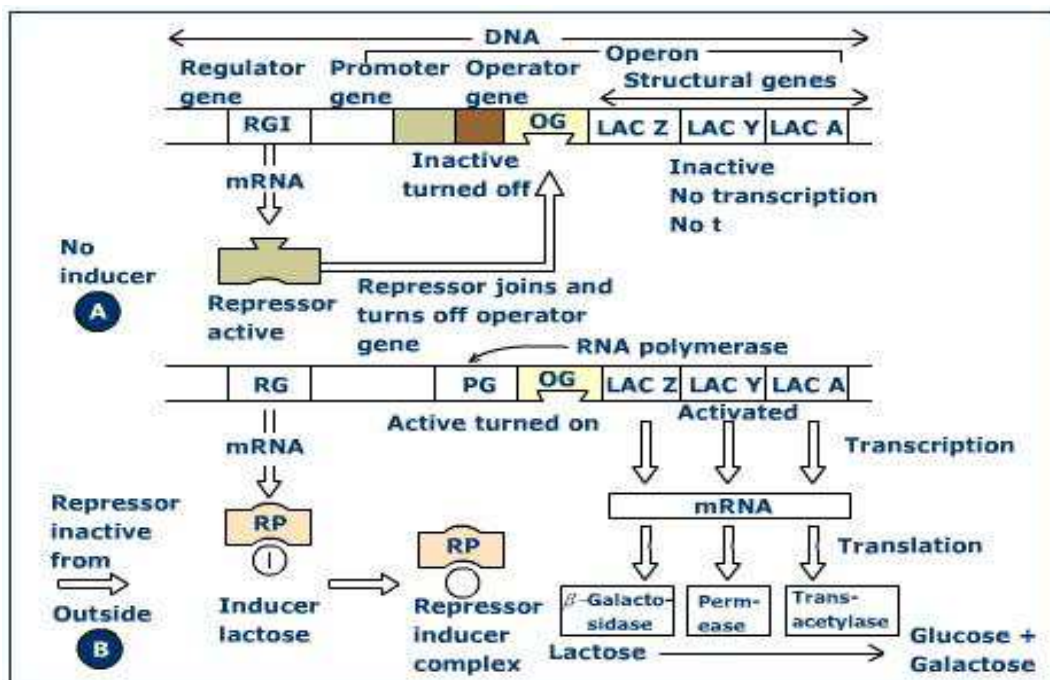 DNA
Operon
Regulator gene
Promoter gene
Operator gene
Structural genes
RGI
OG
LAC Z
LAC Y
LAC A
Inactive turned off
Inactive
No transcription
No t
mRNA
No inducer
A
Repressor active
Repressor joins and
turns off operator
gene
RNA polymerase
RG
PG
OG
LAC Z
LAC Y
LAC A
Active turned on
Activated
mRNA
Transcription
mRNA
Repressor
inactive
from
Outside
B
RP
I
Inducer
lactose
RP
Repressor
inducer
complex
Translation
β-Galacto-
sidase
Perm-
ease
Trans-
acetylase
Lactose
Glucose +
Galactose